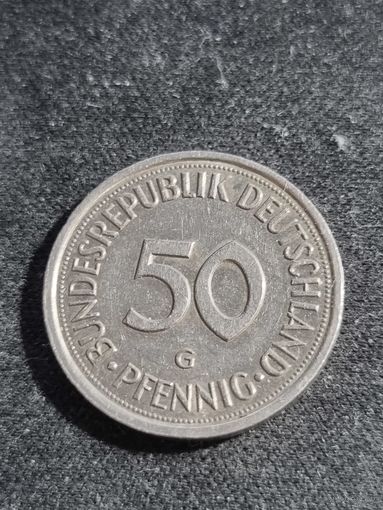 BUNDESREPUBLIK DEUTSCHLAND
50
G
· PFENNIG ·